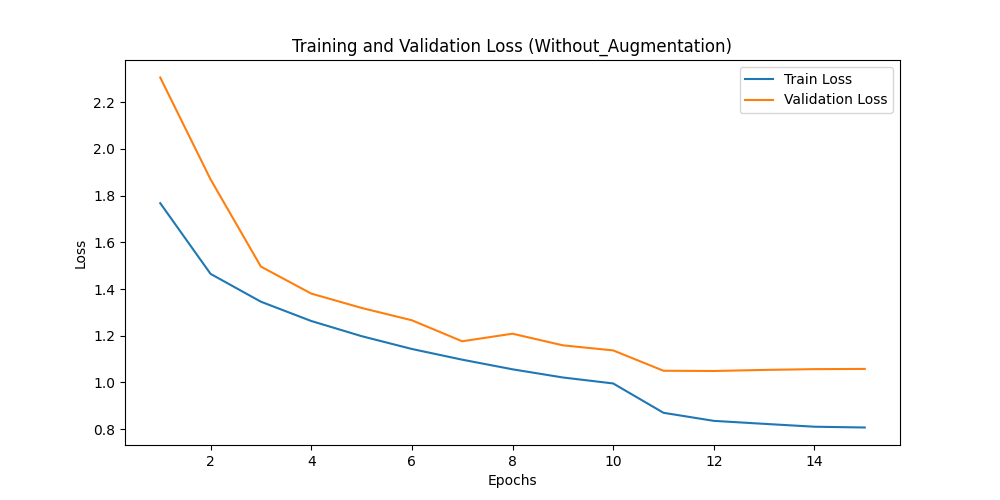 Training and Validation Loss (Without_Augmentation)
Train Loss
Validation Loss
Loss
2.2
2.0
1.8
1.6
1.4
1.2
1.0
0.8
2 4 6 8 10 12 14
Epochs